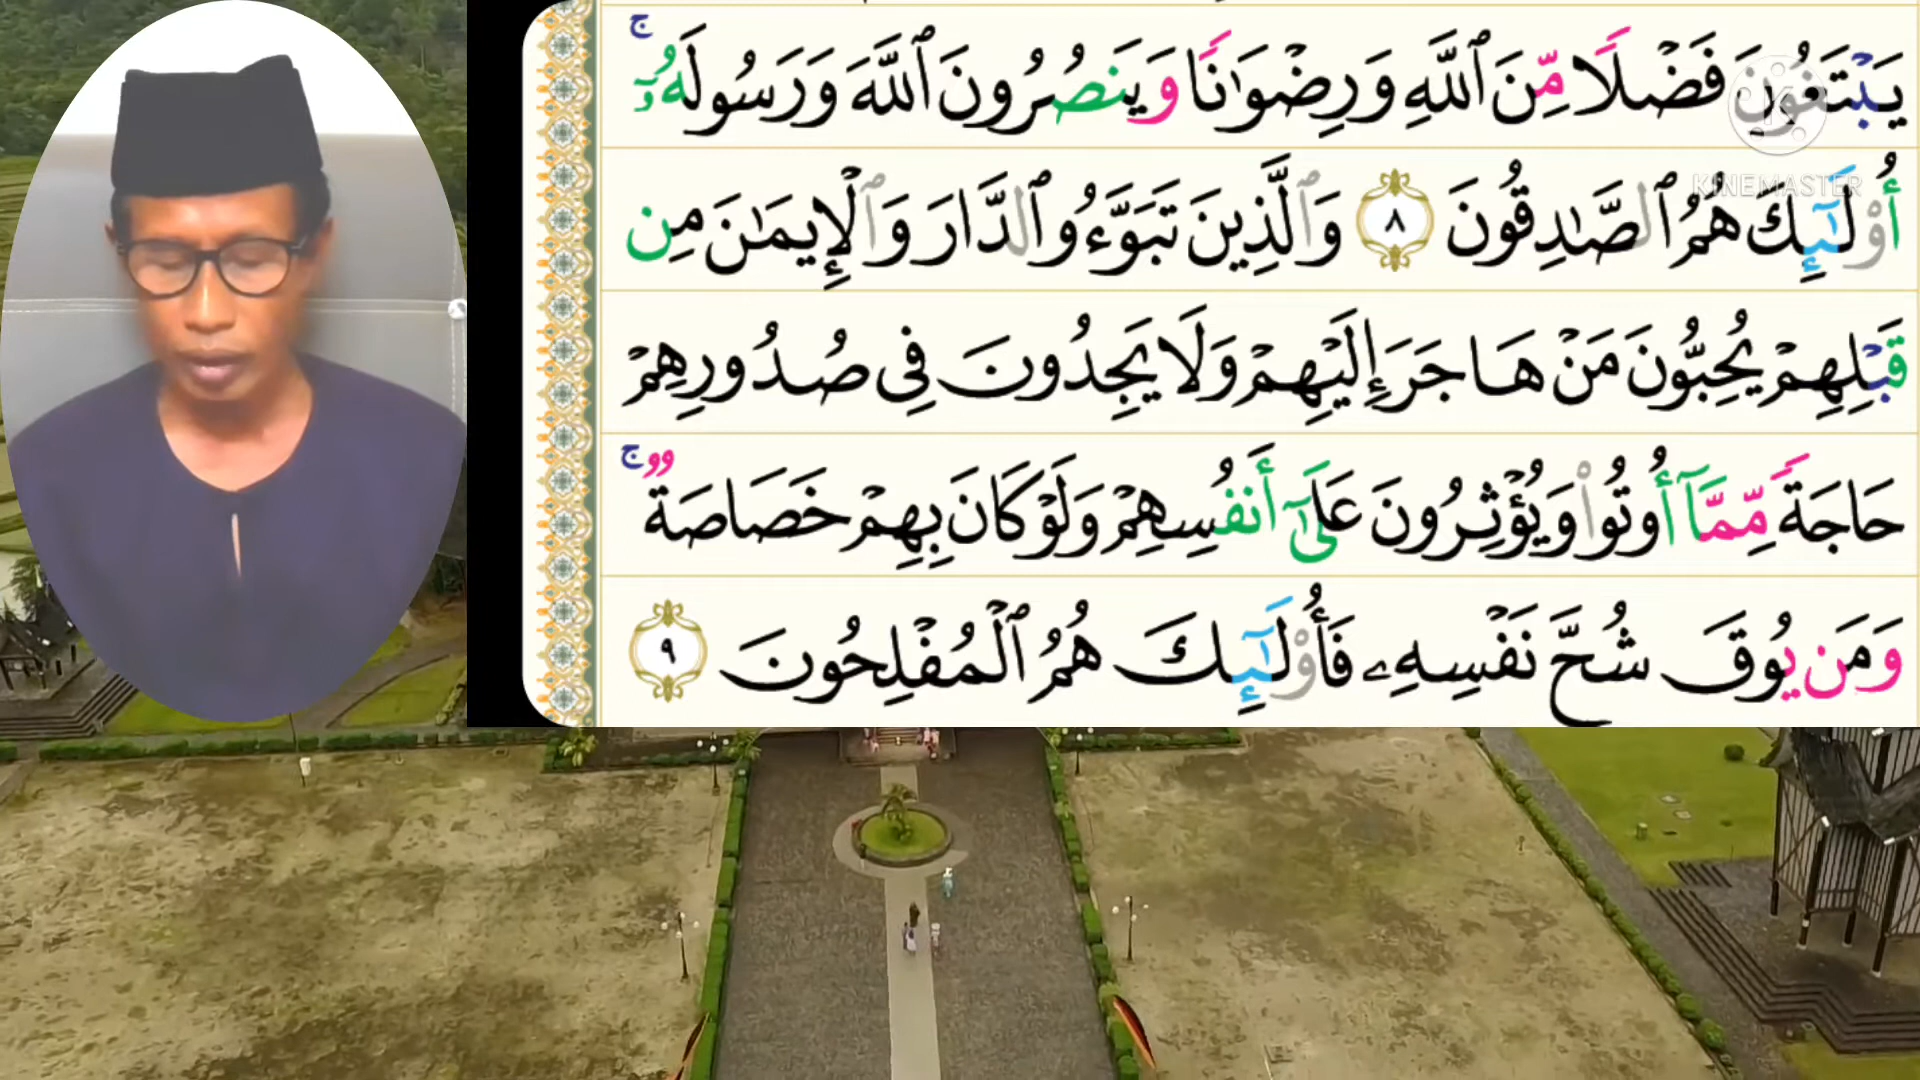 يَبْتَغُونَ فَضْلًا مِّنَ ٱللَّهِ وَرِضْوَٰنًا وَيَنصُرُونَ ٱللَّهَ وَرَسُولَهُۥٓ ۚ
أُو۟لَٰٓئِكَ هُمُ ٱلصَّٰدِقُونَ ٨ وَٱلَّذِينَ تَبَوَّءُو ٱلدَّارَ وَٱلْإِيمَٰنَ مِن
قَبْلِهِمْ يُحِبُّونَ مَنْ هَاجَرَ إِلَيْهِمْ وَلَا يَجِدُونَ فِى صُدُورِهِمْ
حَاجَةً مِّمَّآ أُوتُوا۟ وَيُؤْثِرُونَ عَلَىٰٓ أَنفُسِهِمْ وَلَوْ كَانَ بِهِمْ خَصَاصَةٌ ۚ
وَمَن يُوقَ شُحَّ نَفْسِهِۦ فَأُو۟لَٰٓئِكَ هُمُ ٱلْمُفْلِحُونَ ٩
KINEMASTER